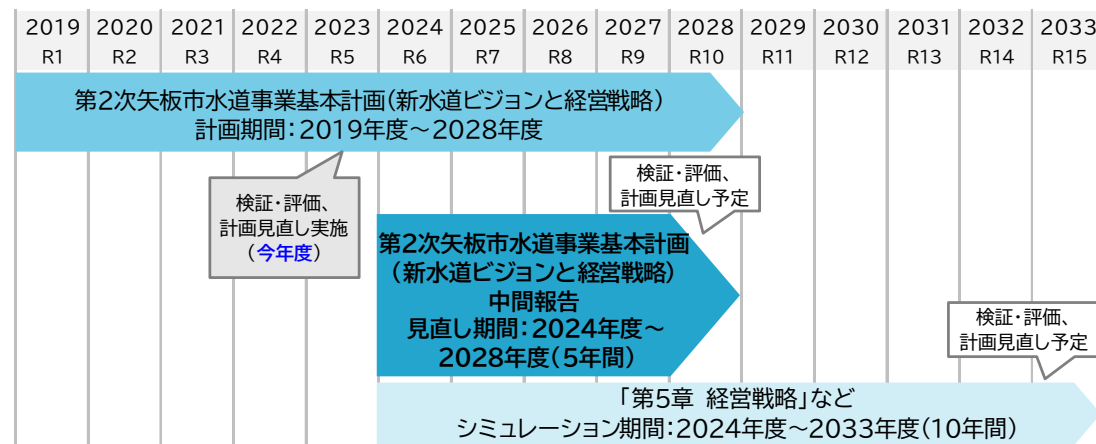 2019 2020 2021 2022 2023 2024 2025 2026 2027 2028 2029 2030 2031 2032 2033
R1 R2 R3 R4 R5 R6 R7 R8 R9 R10 R11 R12 R13 R14 R15
第2次矢板市水道事業基本計画(新水道ビジョンと経営戦略)
計画期間:2019年度～2028年度
検証・評価、
計画見直し実施
(今年度)
検証・評価、
計画見直し予定
第2次矢板市水道事業基本計画
(新水道ビジョンと経営戦略)
中間報告
見直し期間:2024年度～
2028年度(5年間)
検証・評価、
計画見直し予定
「第5章 経営戦略」など
シミュレーション期間:2024年度～2033年度(10年間)